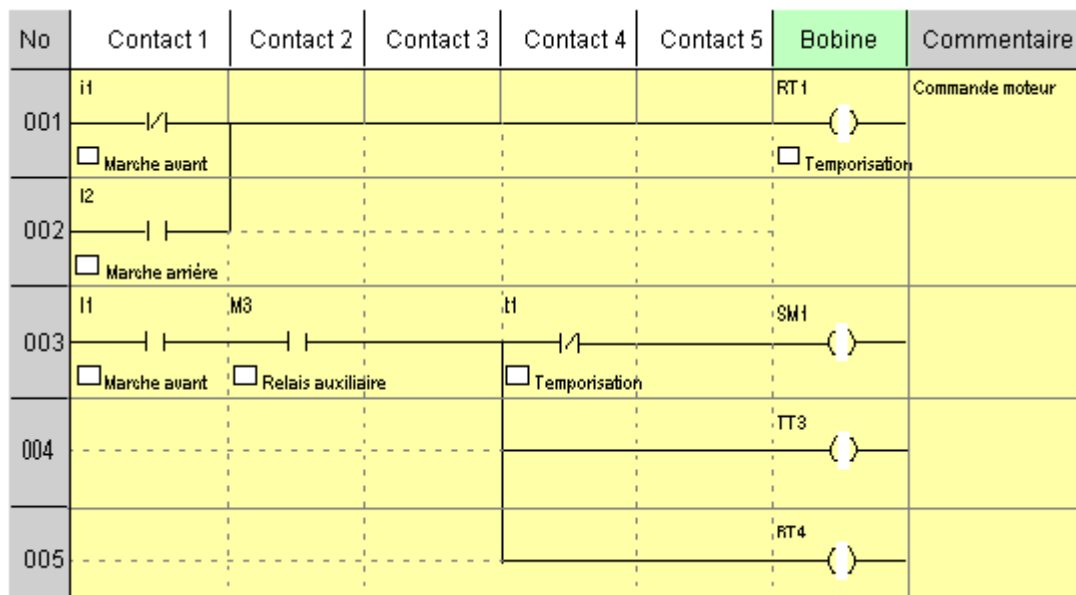 No Contact 1 Contact 2 Contact 3 Contact 4 Contact 5 Bobine Commentaire
i1 RT1 Commande moteur
001
Marche avant Temporisation
I2
002
Marche arrière
I1 M3 t1 SM1
003
Marche avant Relais auxiliaire Temporisation
TT3
004
RT4
005